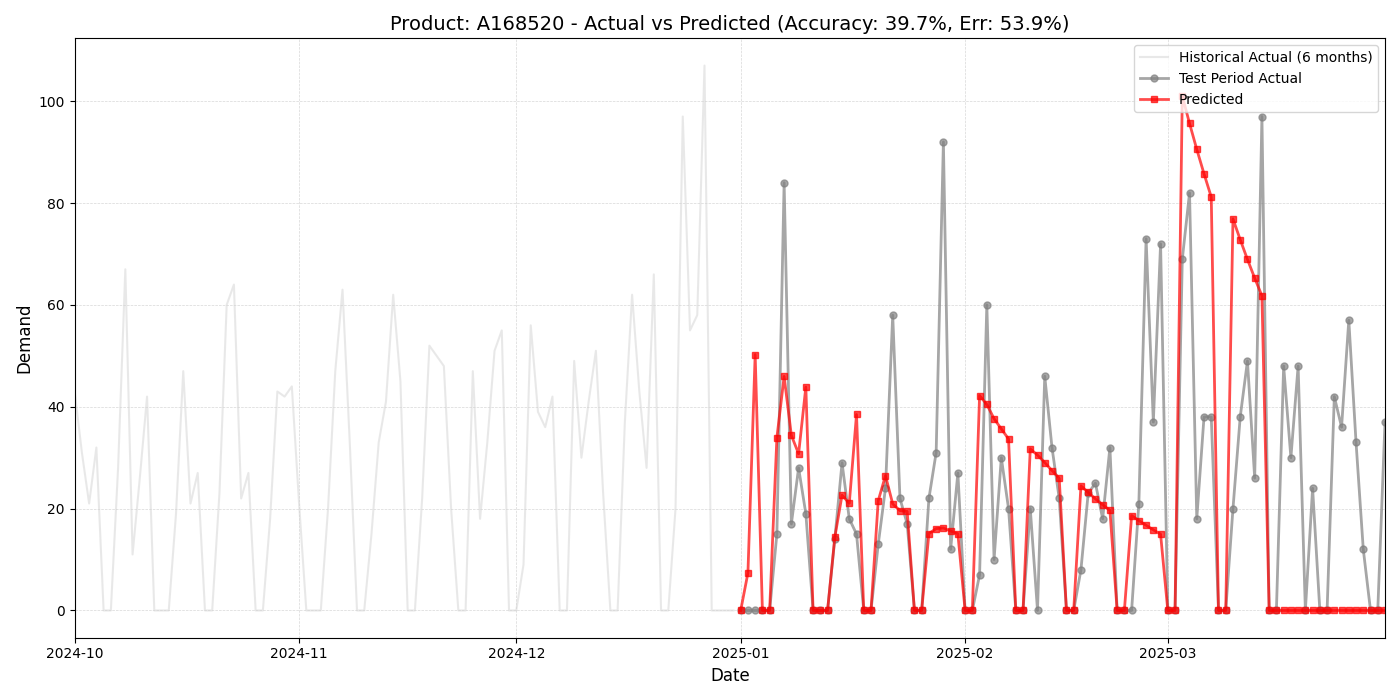 Product: A168520 - Actual vs Predicted (Accuracy: 39.7%, Err: 53.9%)
Historical Actual (6 months)
Test Period Actual
Predicted
Demand
100
80
60
40
20
0
2024-10
2024-11
2024-12
2025-01
2025-02
2025-03
Date